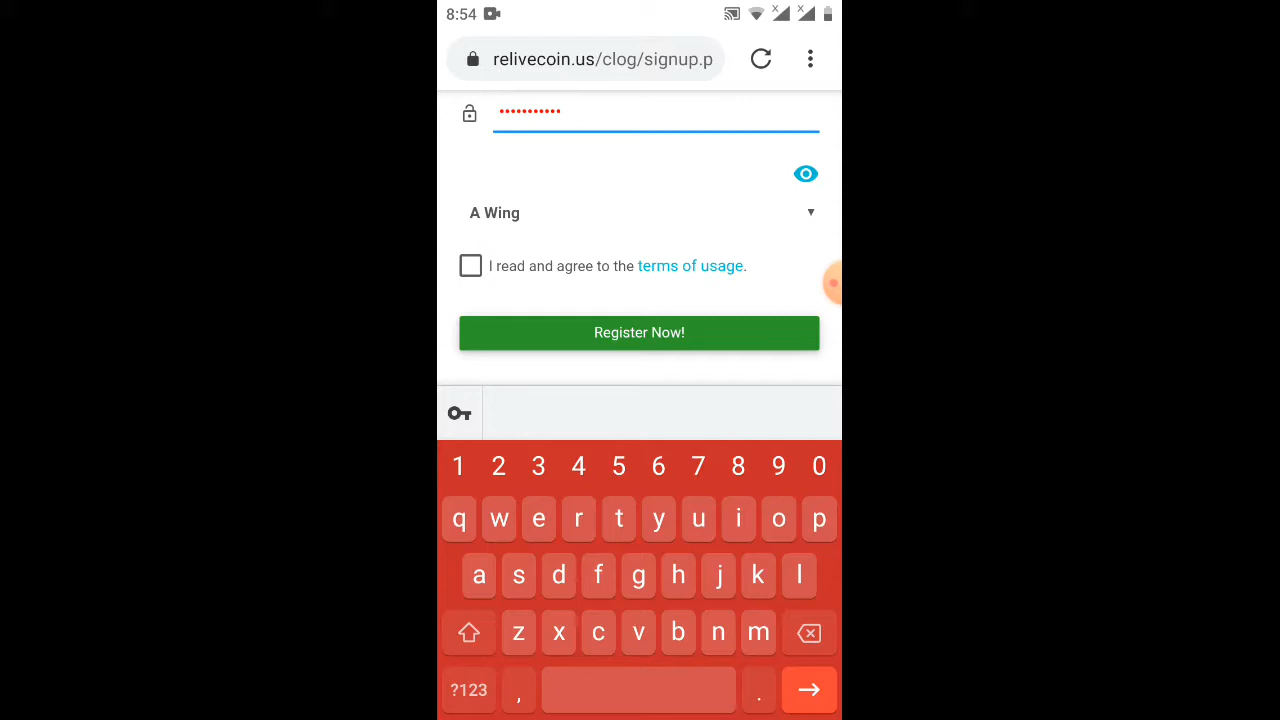 8:54
relivecoin.us/clog/signup.p
•••••••••••
A Wing
I read and agree to the terms of usage.
Register Now!
1 2 3 4 5 6 7 8 9 0
q w e r t y u i o p
a s d f g h j k l
z x c v b n m
?123 , .